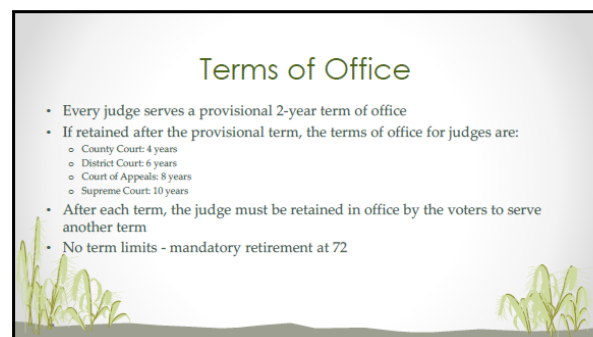 Terms of Office
• Every judge serves a provisional 2-year term of office
• If retained after the provisional term, the terms of office for judges are:
o County Court: 4 years
o District Court: 6 years
o Court of Appeals: 8 years
o Supreme Court: 10 years
• After each term, the judge must be retained in office by the voters to serve
another term
• No term limits - mandatory retirement at 72